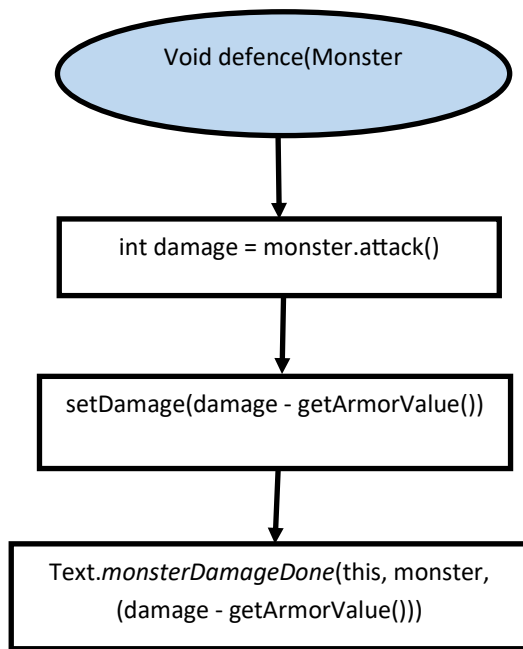 Void defence(Monster
int damage = monster.attack()
setDamage(damage - getArmorValue())
Text.monsterDamageDone(this, monster,
(damage - getArmorValue()))